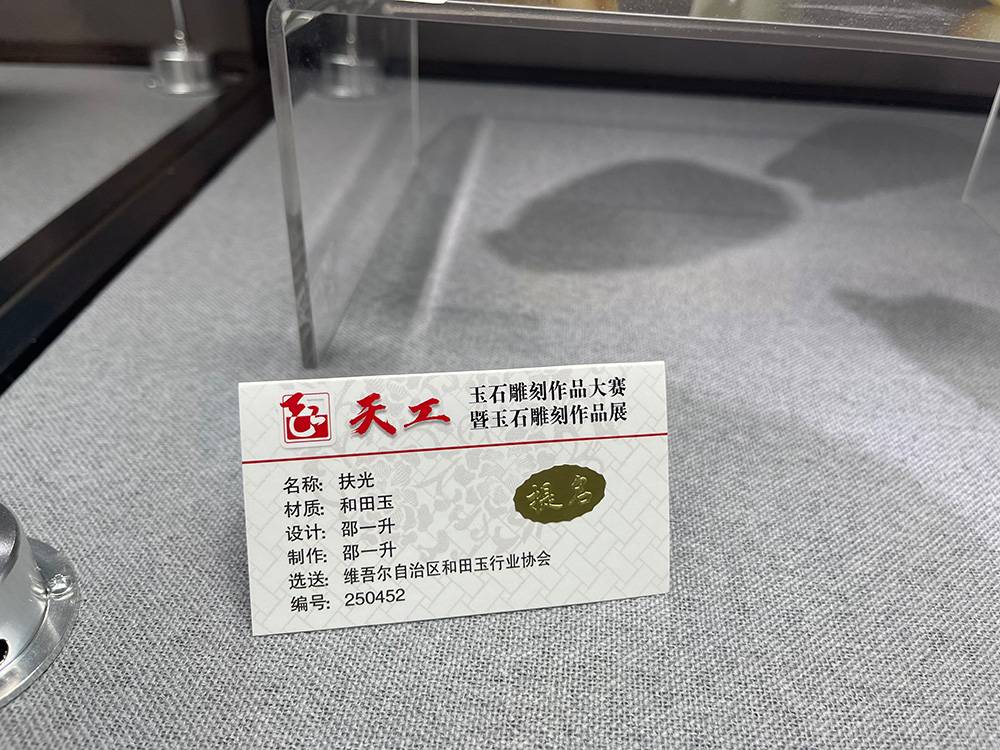 天工
玉石雕刻作品大赛
暨玉石雕刻作品展
名称: 扶光
材质: 和田玉
设计: 邵一升
制作: 邵一升
选送: 维吾尔自治区和田玉行业协会
编号: 250452
提名